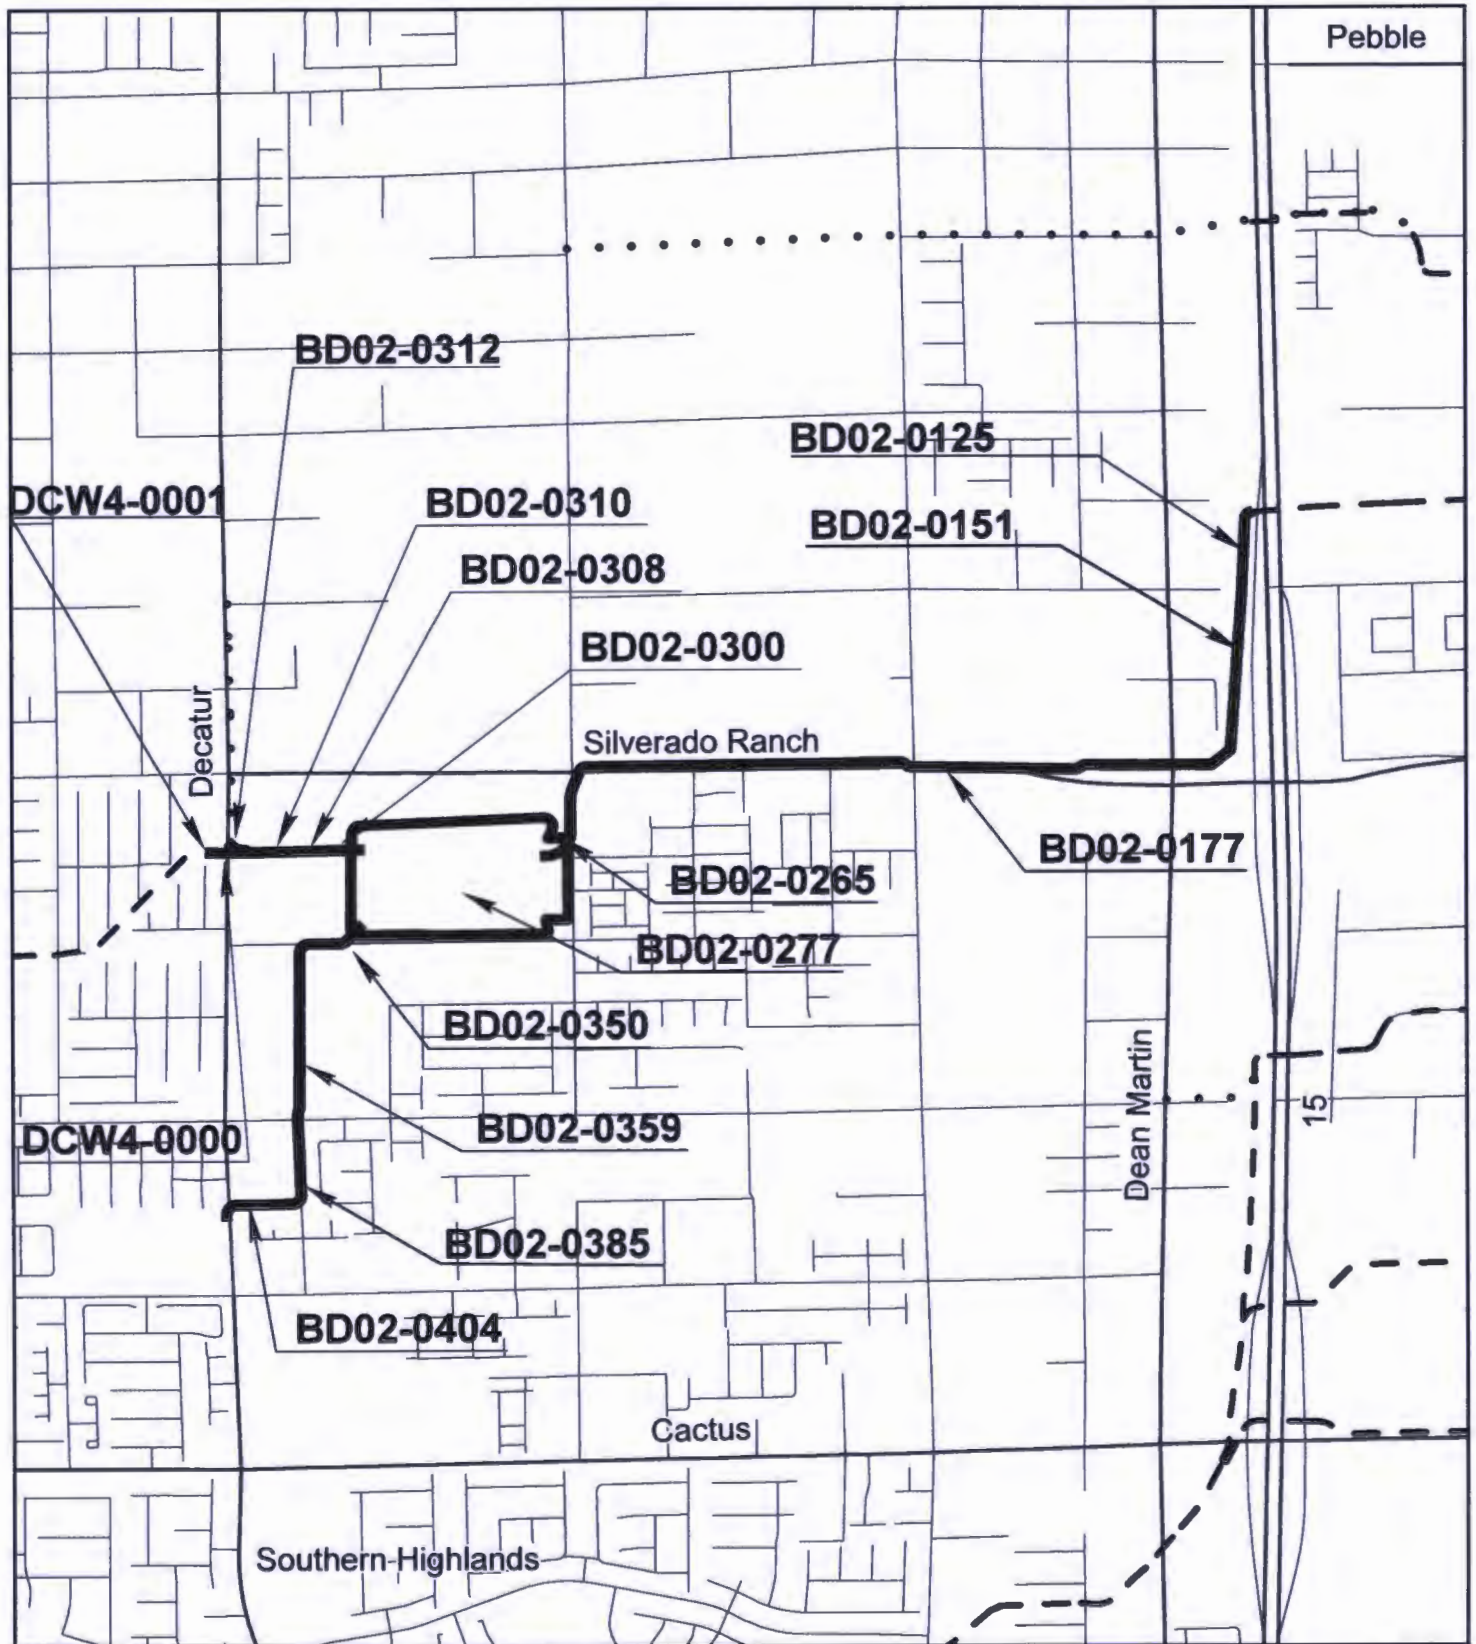 Pebble
BD02-0312
BD02-0125
DCW4-0001
BD02-0310
BD02-0151
BD02-0308
BD02-0300
Decatur
Silverado Ranch
BD02-0177
BD02-0265
BD02-0277
BD02-0350
Dean Martin
15
BD02-0359
DCW4-0000
BD02-0385
BD02-0404
Cactus
Southern Highlands